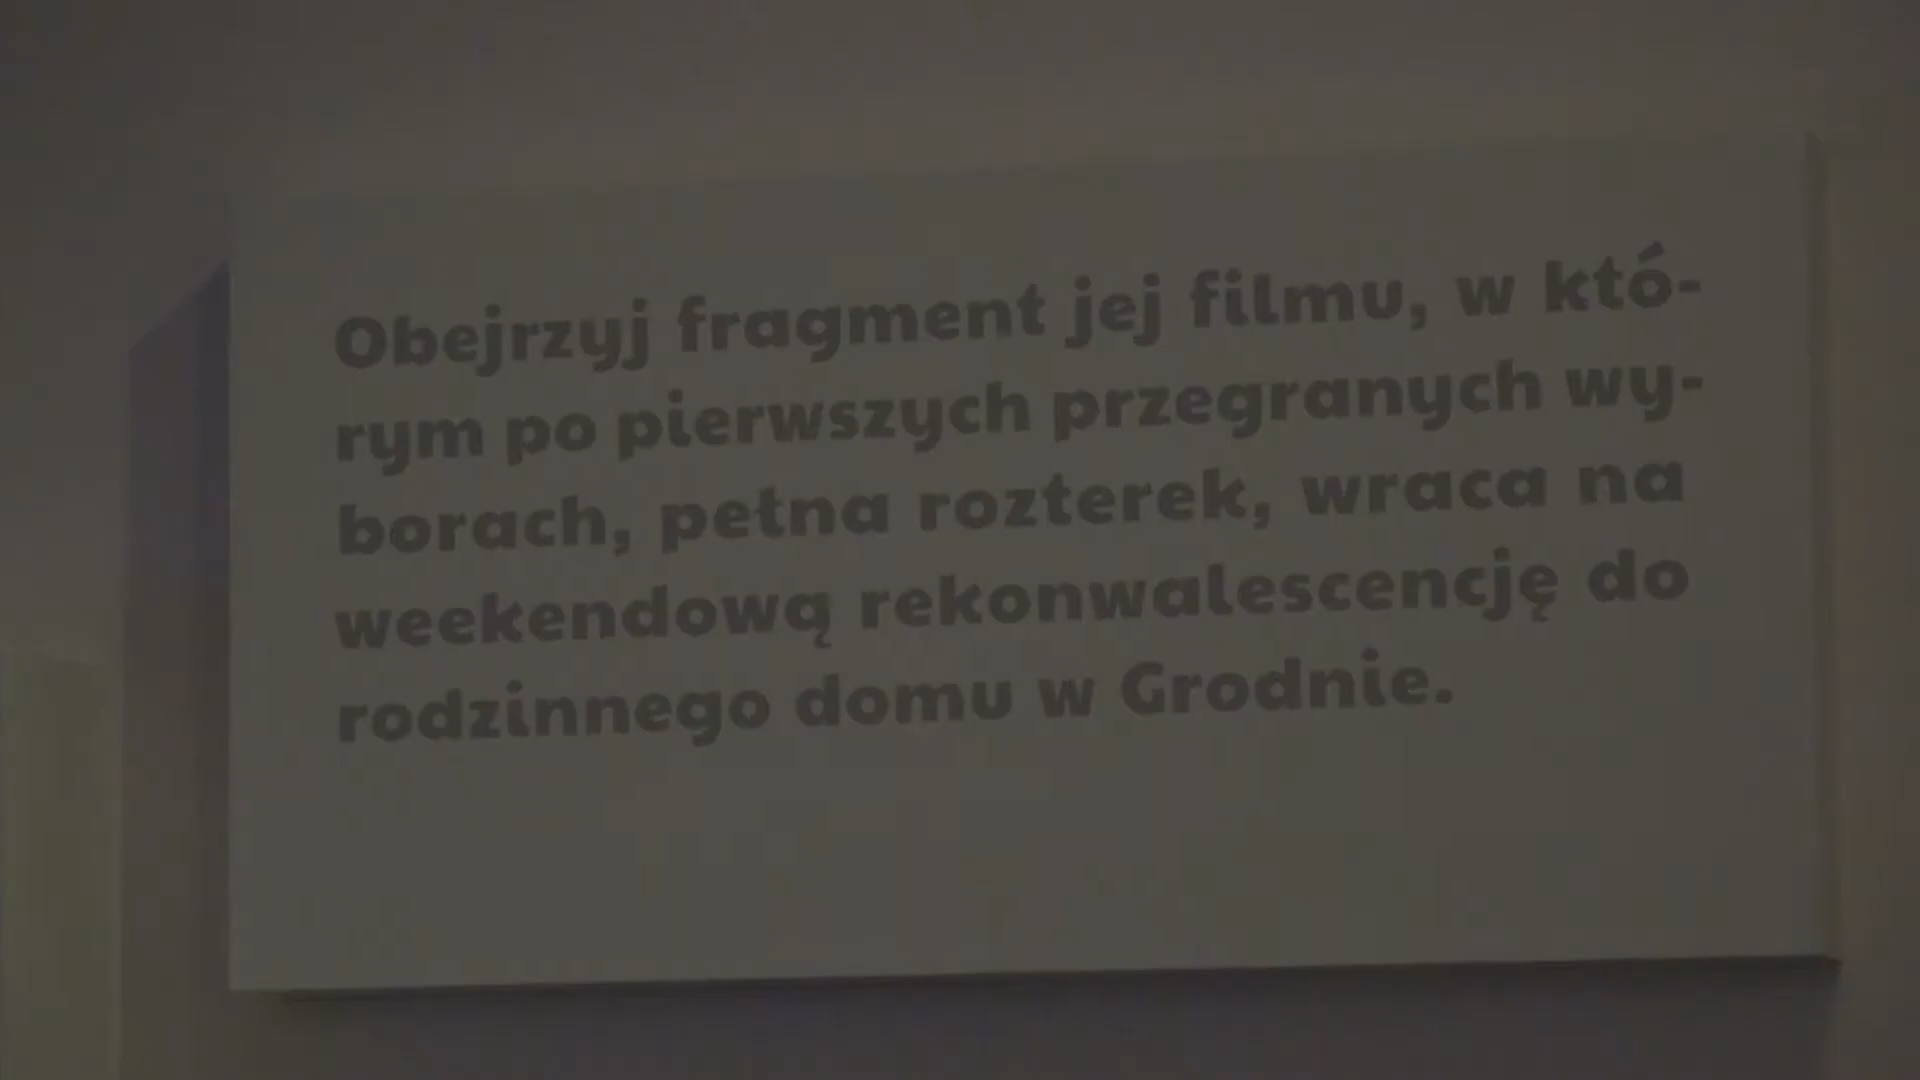 Obejrzyj fragment jej filmu, w któ-
rym po pierwszych przegranych wy-
borach, pełna rozterek, wraca na
weekendową rekonwalescencję do
rodzinnego domu w Grodnie.